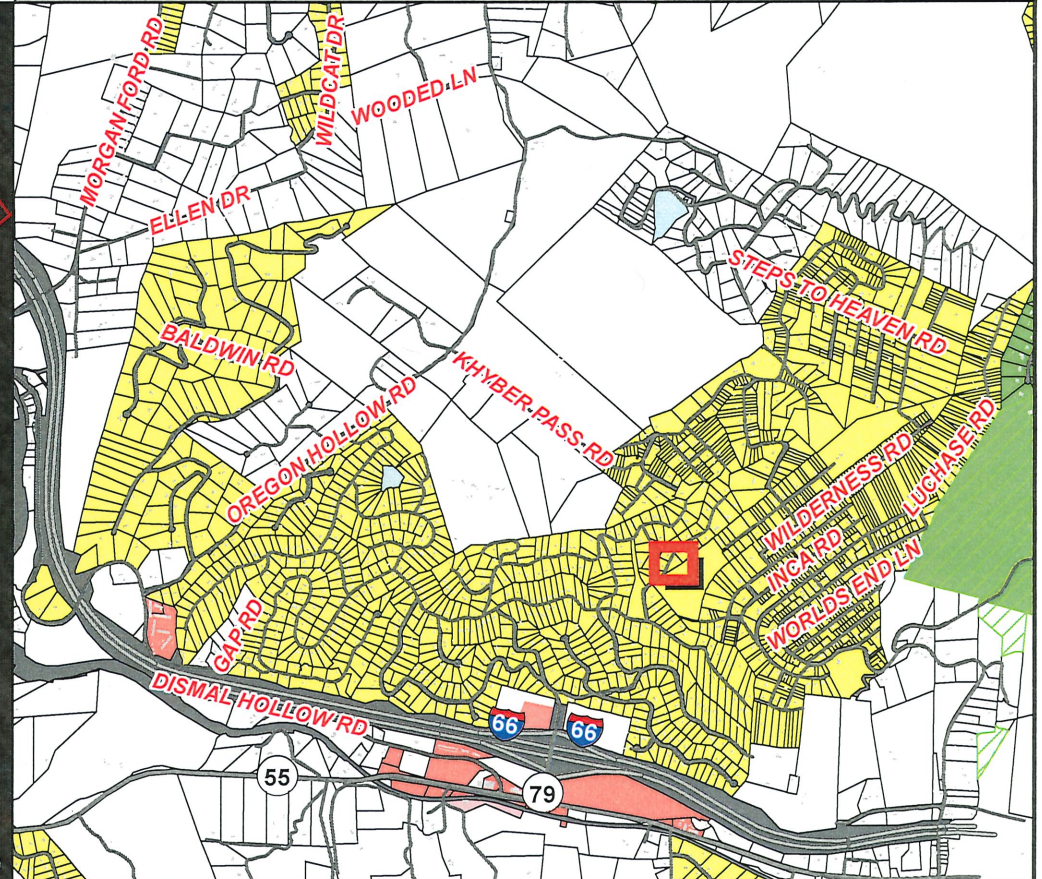 MORGAN FORD RD
WILDCAT DR
WOODED LN
ELLEN DR
STEPS TO HEAVEN RD
BALDWIN RD
KHYBER PASS RD
OREGON HOLLOW RD
LUCHASE RD
WILDERNESS RD
INCA RD
WORLDS END LN
GAP RD
DISMAL HOLLOW RD
66
66
55
79